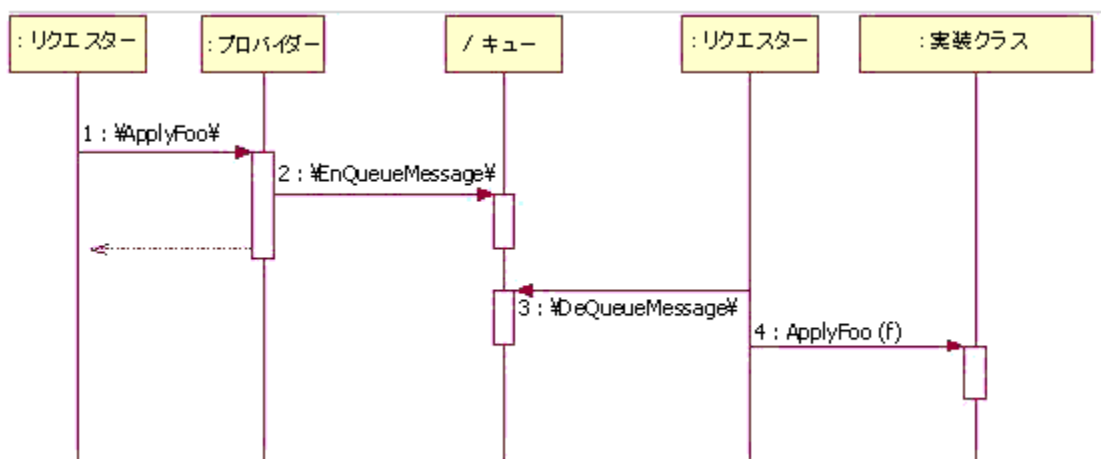 : リクエスター
: プロバイダー
/ キュー
: リクエスター
: 実装クラス
1 : ¥ApplyFoo¥
2 : ¥EnQueueMessage¥
3 : ¥DeQueueMessage¥
4 : ApplyFoo (f)